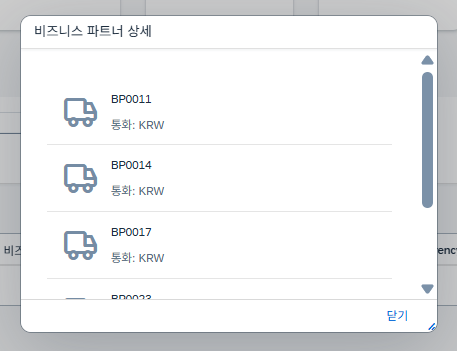 비즈니스 파트너 상세
BP0011
통화: KRW
BP0014
통화: KRW
BP0017
통화: KRW
BP0023
닫기